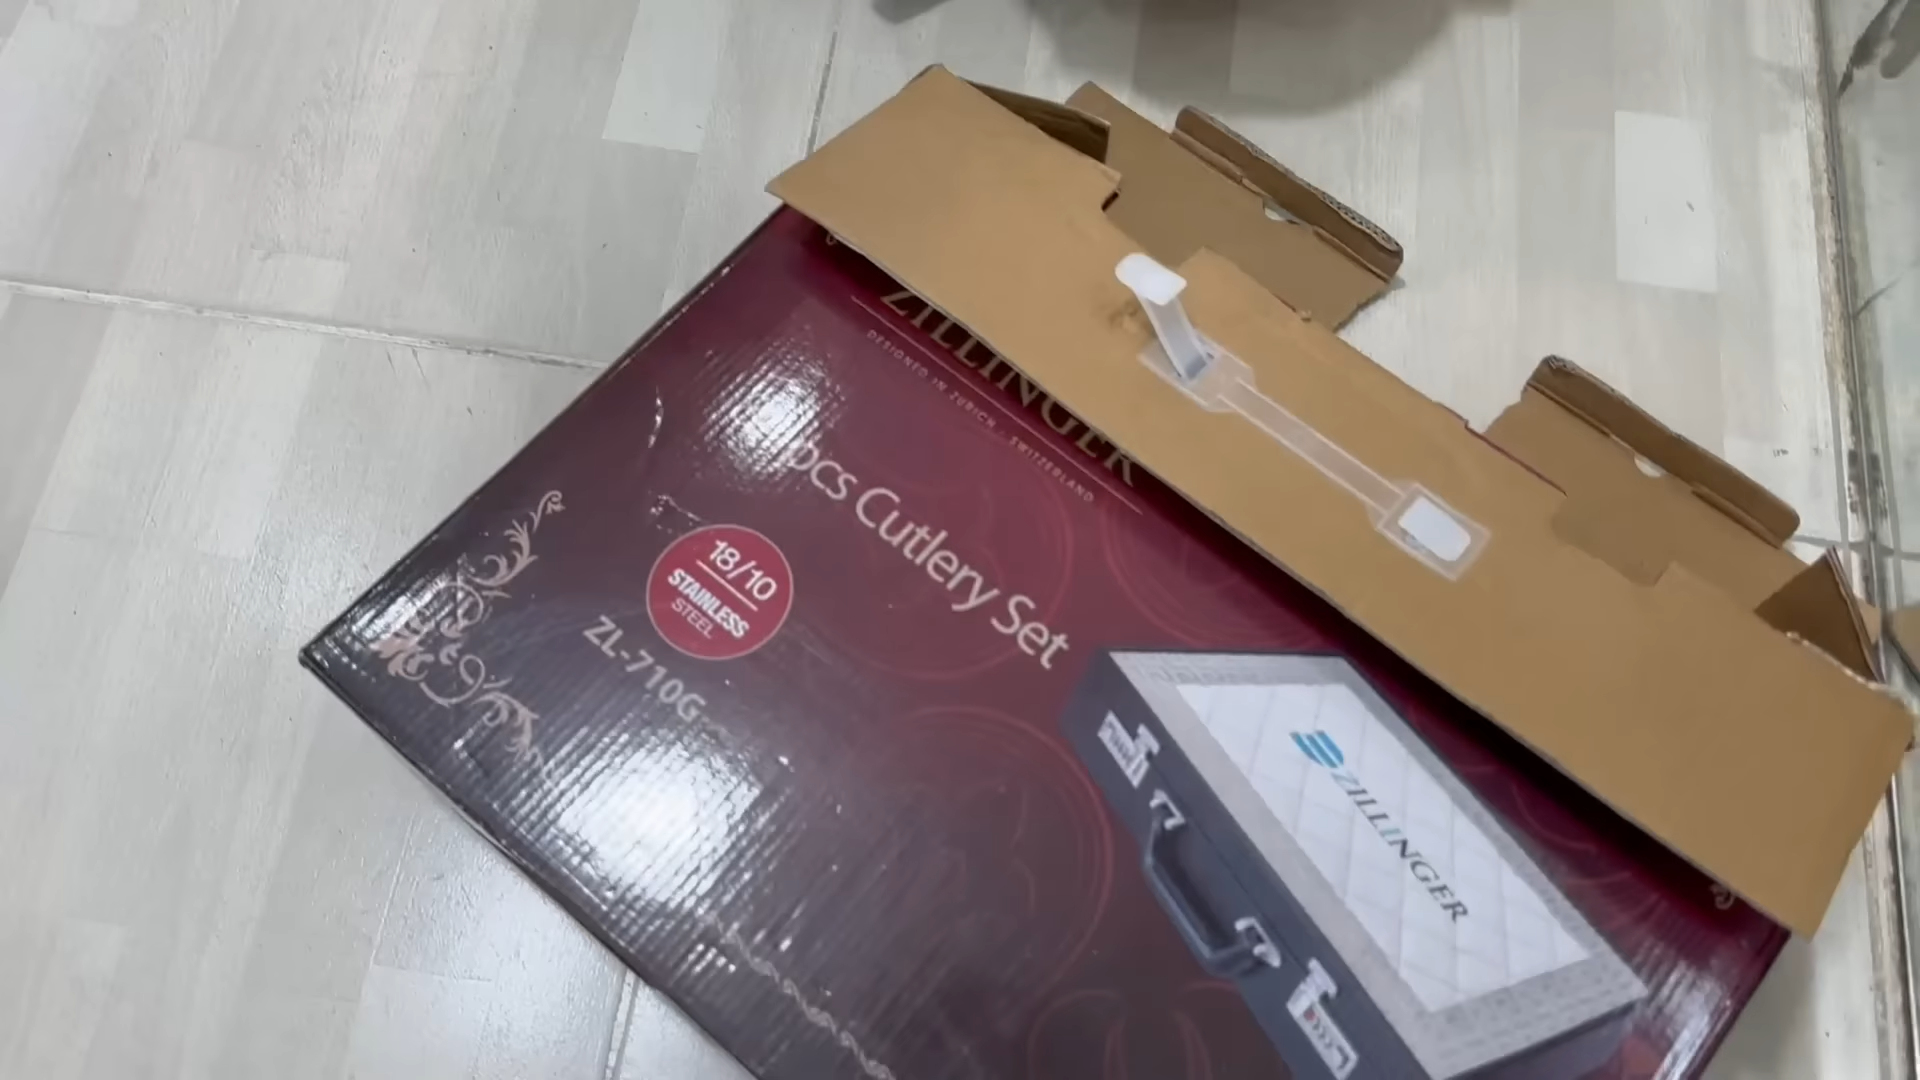 ZILLINGER
DESIGNED IN ZURICH - SWITZERLAND
pcs Cutlery Set
18/10
STAINLESS
STEEL
ZL-710G
ZILLINGER